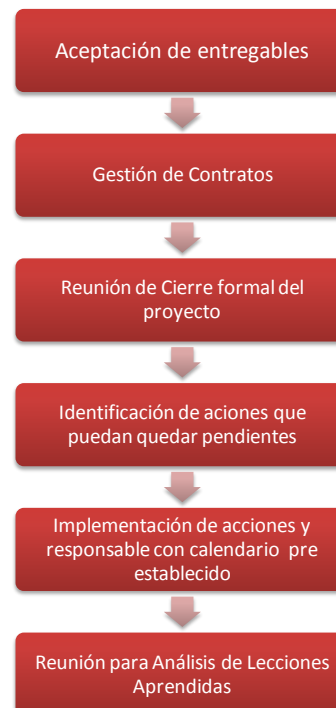 Aceptación de entregables
Gestión de Contratos
Reunión de Cierre formal del
proyecto
Identificación de aciones que
puedan quedar pendientes
Implementación de acciones y
responsable con calendario pre
establecido
Reunión para Análisis de Lecciones
Aprendidas